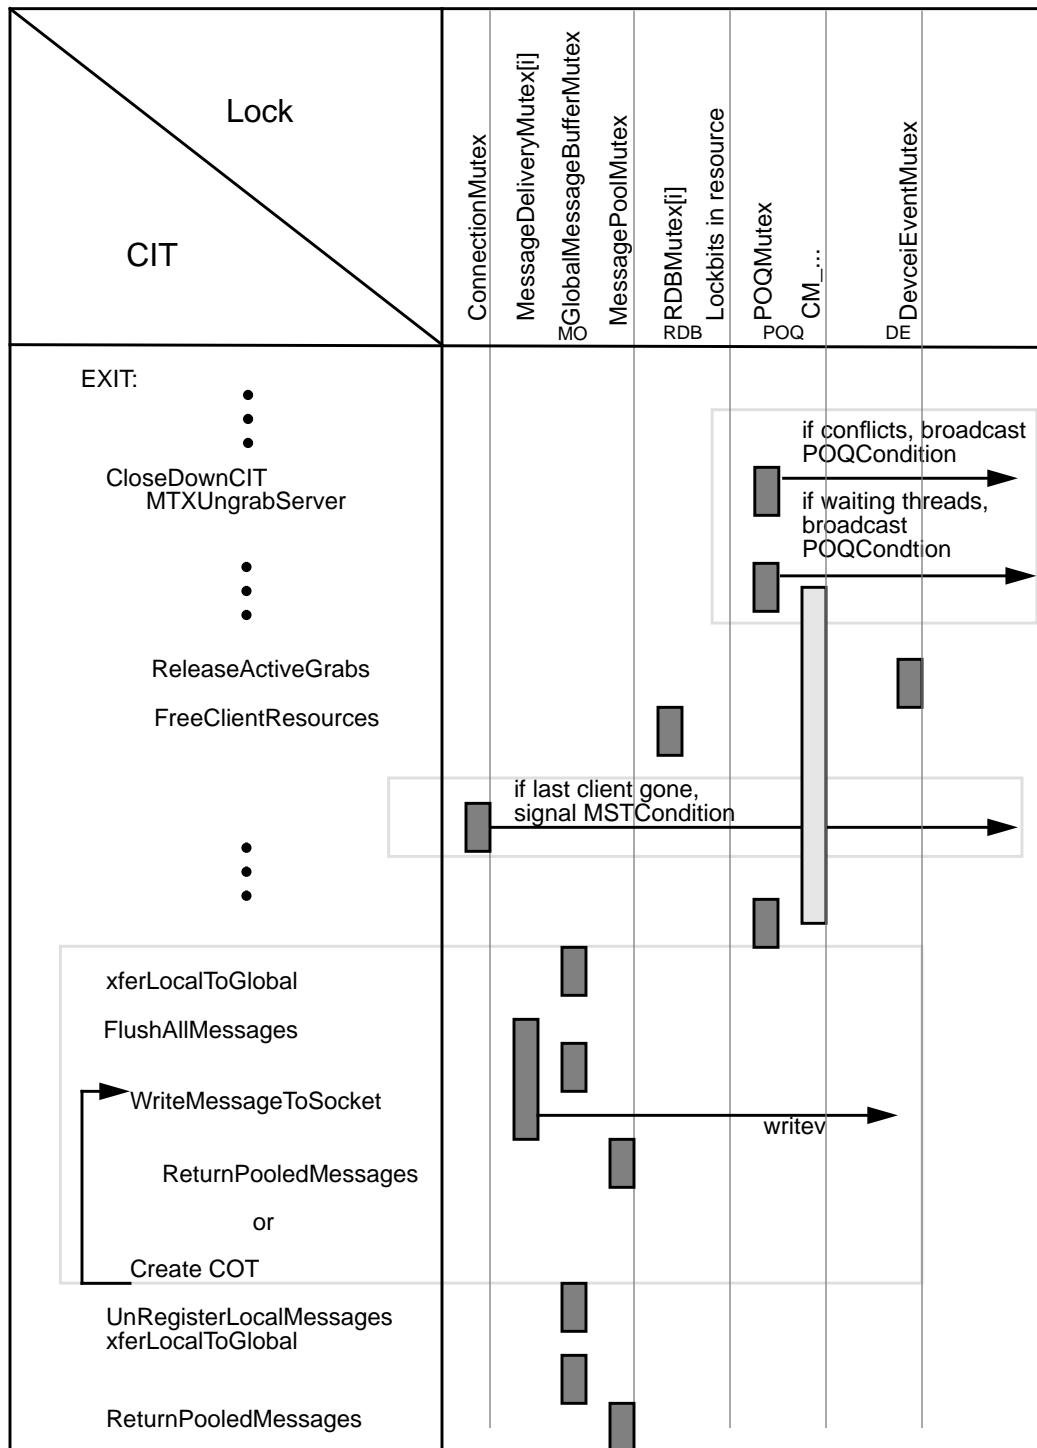 Lock
CIT
ConnectionMutex
MessageDeliveryMutex[i]
GlobalMessageBufferMutex
MessagePoolMutex
RDBMutex[i]
Lockbits in resource
POQMutex
CM_...
DevceiEventMutex
MO
RDB
POQ
DE
EXIT:
if conflicts, broadcast
POQCondition
CloseDownCIT
MTXUngrabServer
if waiting threads,
broadcast
POQCondtion
ReleaseActiveGrabs
FreeClientResources
if last client gone,
signal MSTCondition
xferLocalToGlobal
FlushAllMessages
WriteMessageToSocket
writev
ReturnPooledMessages
or
Create COT
UnRegisterLocalMessages
xferLocalToGlobal
ReturnPooledMessages